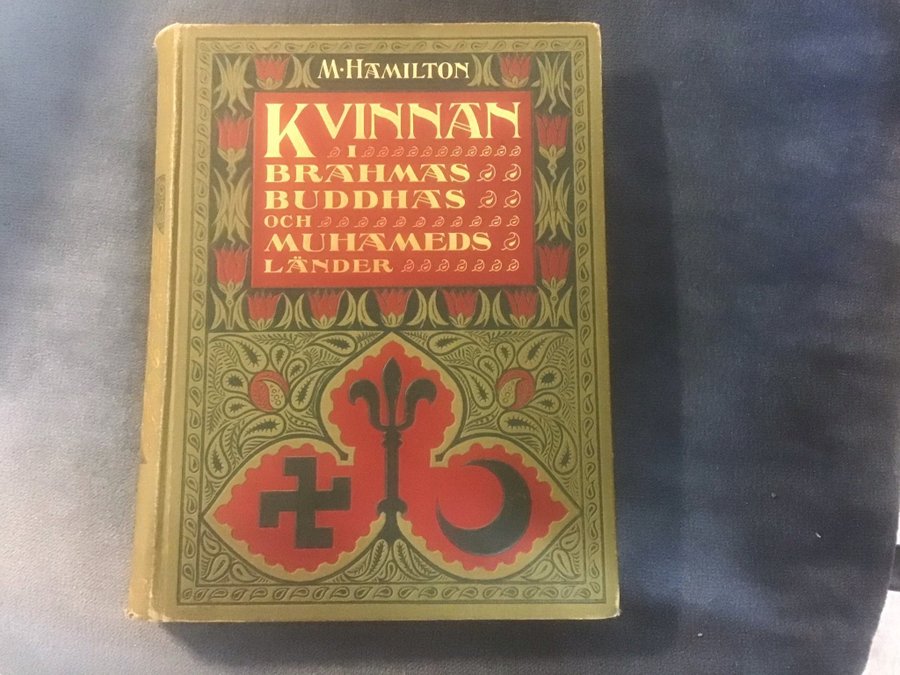 M·HAMILTON
KVINNAN
I
BRAHMAS
BUDDHAS
OCH
MUHAMEDS
LÄNDER